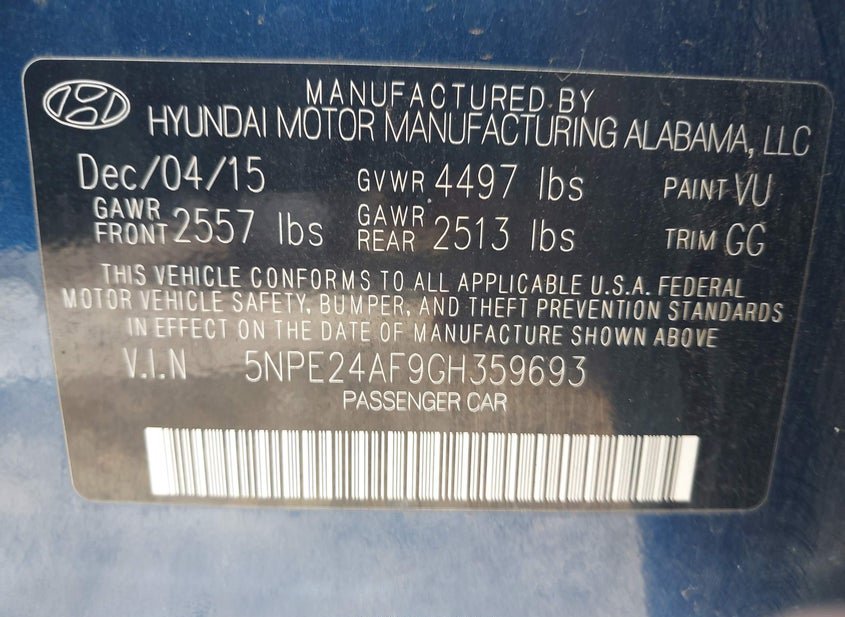 MANUFACTURED BY
HYUNDAI MOTOR MANUFACTURING ALABAMA, LLC
Dec/04/15 GVWR 4497 lbs PAINT VU
GAWR FRONT 2557 lbs GAWR REAR 2513 lbs TRIM GG
THIS VEHICLE CONFORMS TO ALL APPLICABLE U.S.A. FEDERAL
MOTOR VEHICLE SAFETY, BUMPER, AND THEFT PREVENTION STANDARDS
IN EFFECT ON THE DATE OF MANUFACTURE SHOWN ABOVE
V.I.N 5NPE24AF9GH359693
PASSENGER CAR